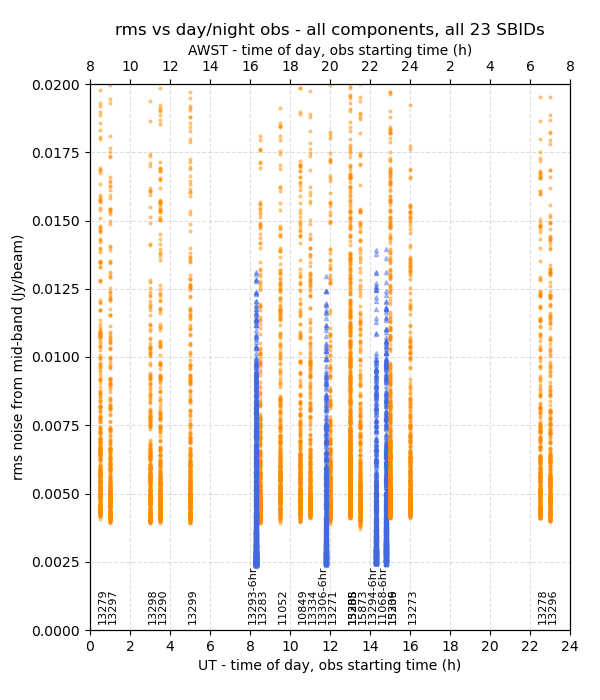 rms vs day/night obs - all components, all 23 SBIDs
AWST - time of day, obs starting time (h)
8 10 12 14 16 18 20 22 24 2 4 6 8
0.0200
0.0175
0.0150
0.0125
0.0100
0.0075
0.0050
0.0025
0.0000
rms noise from mid-band (Jy/beam)
13279
13297
13298
13290
13299
13293-6hr
13283
11052
10849
13334
13306-6hr
13271
15873
13294-6hr
11068-6hr
13273
13278
13296
0 2 4 6 8 10 12 14 16 18 20 22 24
UT - time of day, obs starting time (h)